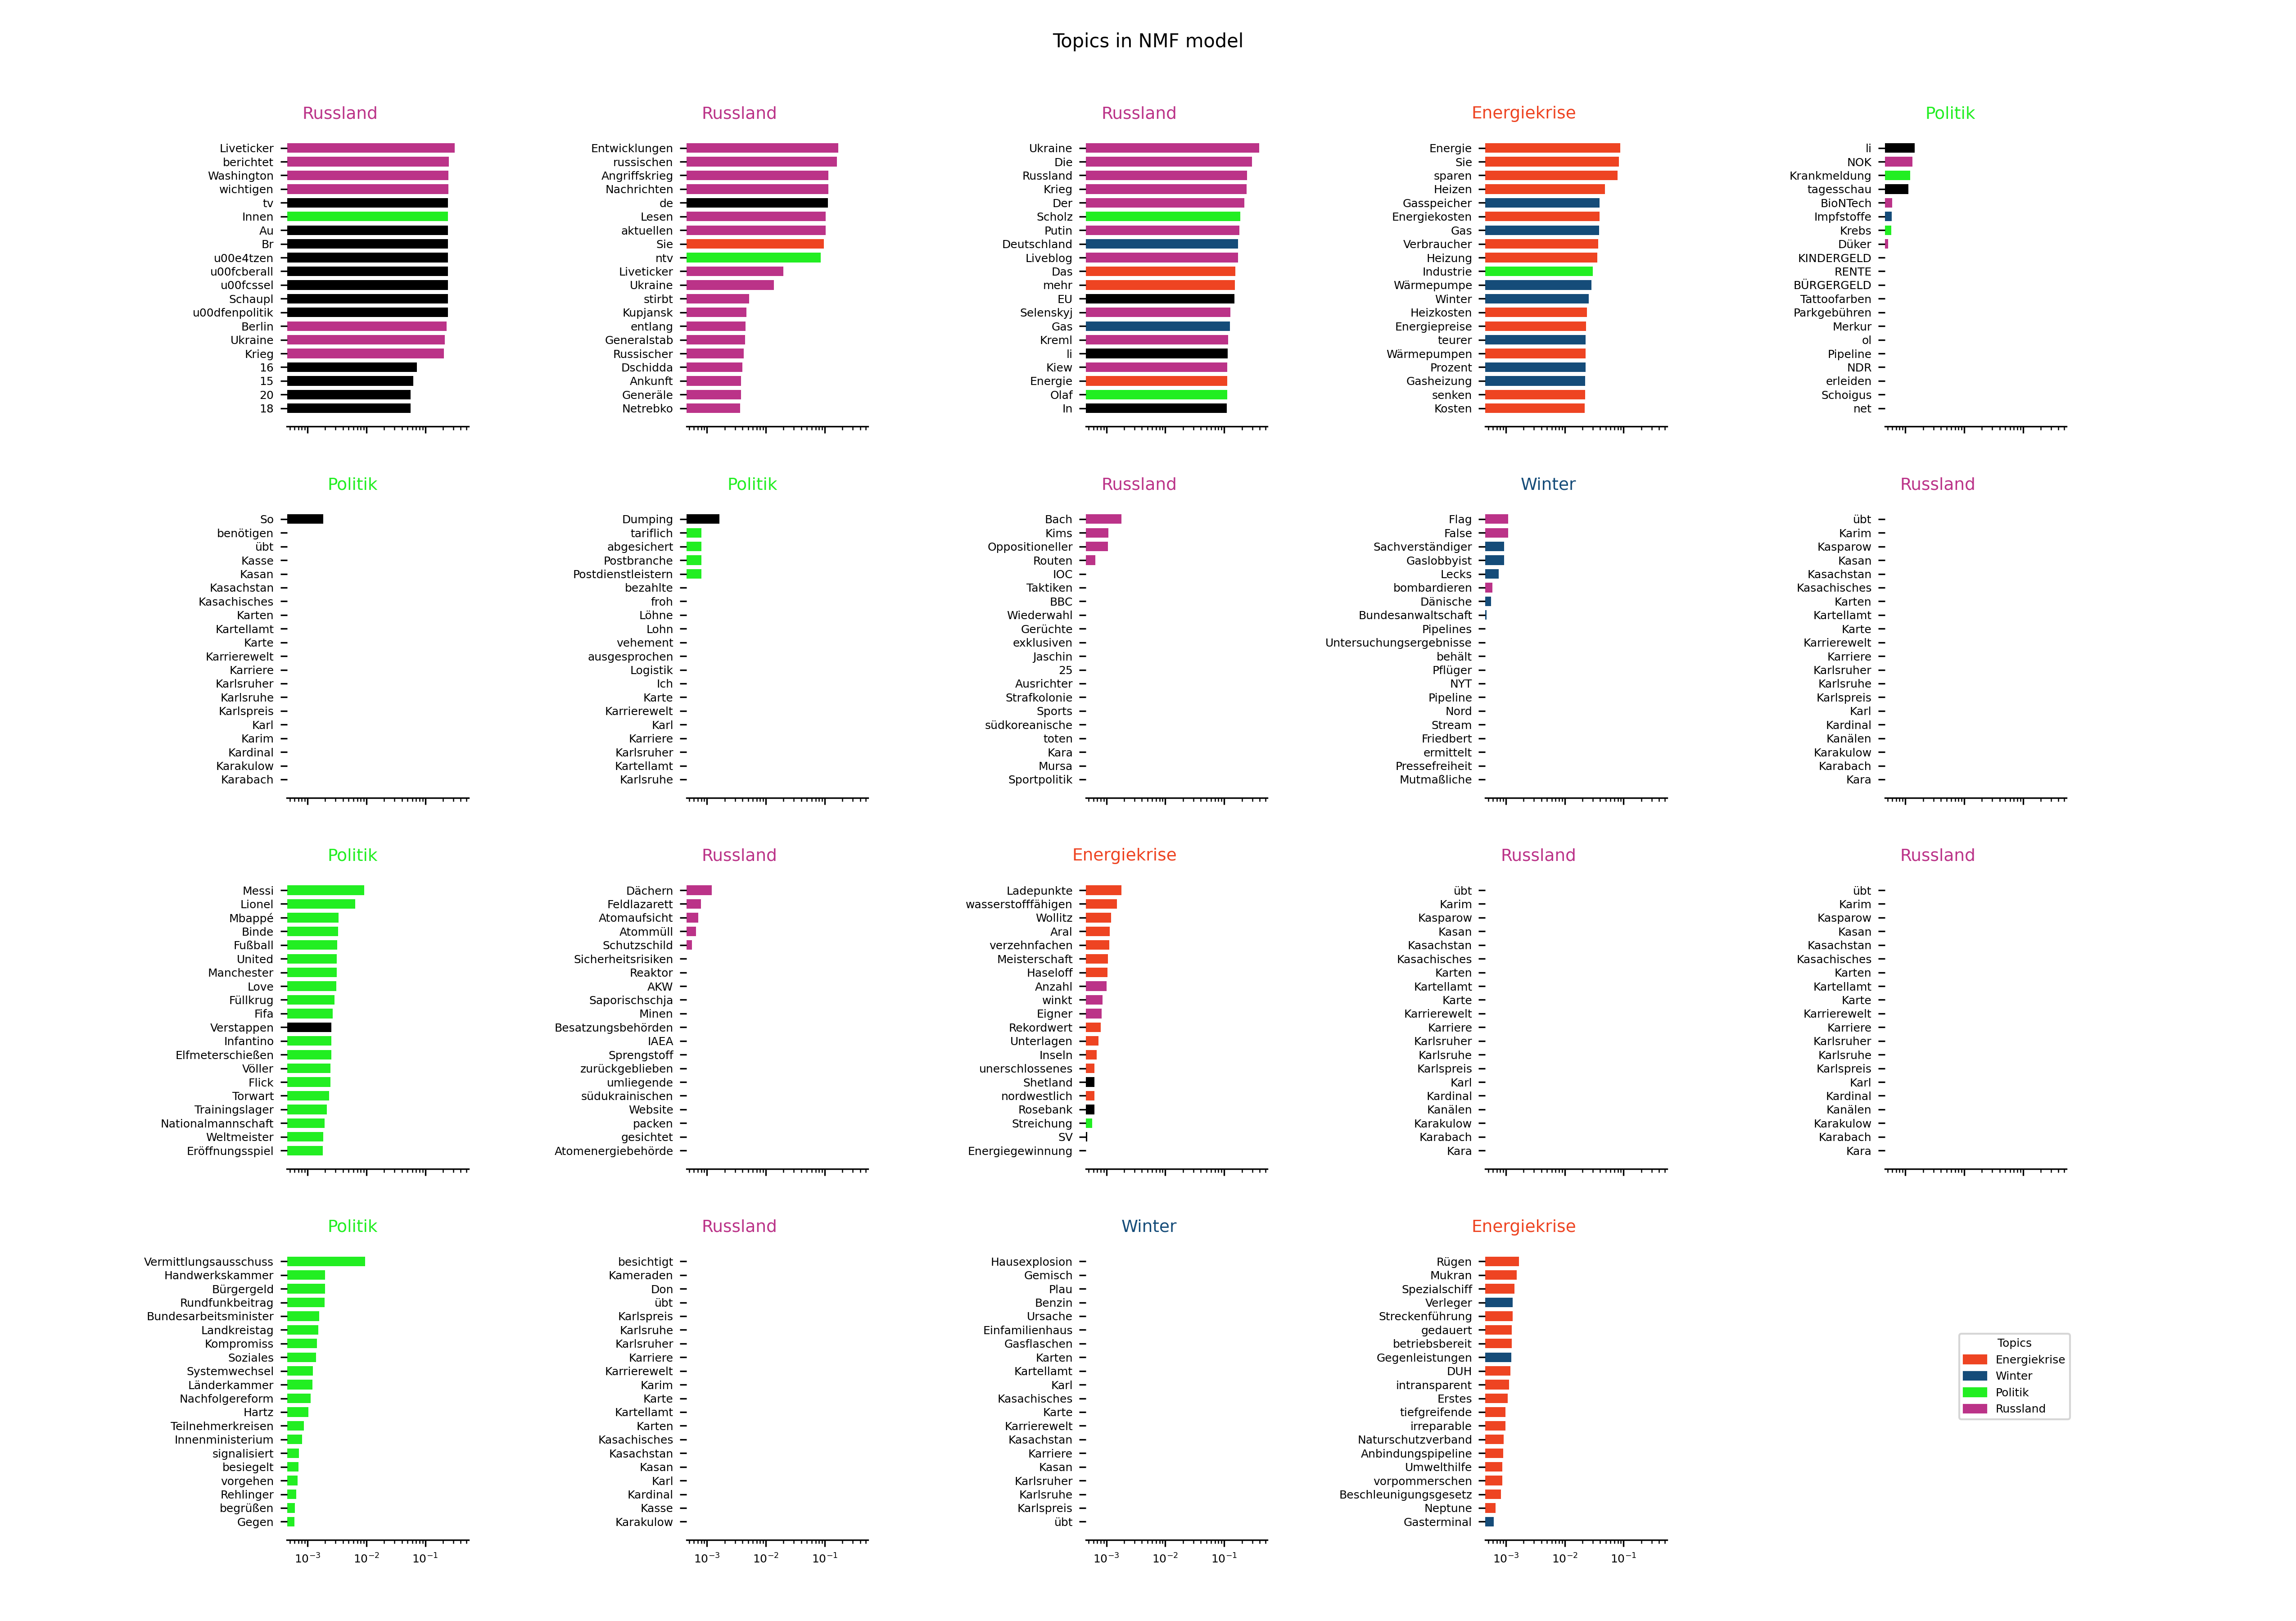 Topics in NMF model
Russland
Liveticker
berichtet
Washington
wichtigen
tv
Innen
Au
Br
u00e4tzen
u00fcberall
u00fcssel
Schaupl
u00dfenpolitik
Berlin
Ukraine
Krieg
16
15
20
18
Russland
Entwicklungen
russischen
Angriffskrieg
Nachrichten
de
Lesen
aktuellen
Sie
ntv
Liveticker
Ukraine
stirbt
Kupjansk
entlang
Generalstab
Russischer
Dschidda
Ankunft
Generäle
Netrebko
Russland
Ukraine
Die
Russland
Krieg
Der
Scholz
Putin
Deutschland
Liveblog
Das
mehr
EU
Selenskyj
Gas
Kreml
li
Kiew
Energie
Olaf
In
Energiekrise
Energie
Sie
sparen
Heizen
Gasspeicher
Energiekosten
Gas
Verbraucher
Heizung
Industrie
Wärmepumpe
Winter
Heizkosten
Energiepreise
teurer
Wärmepumpen
Prozent
Gasheizung
senken
Kosten
Politik
li
NOK
Krankmeldung
tagesschau
BioNTech
Impfstoffe
Krebs
Düker
KINDERGELD
RENTE
BÜRGERGELD
Tattoofarben
Parkgebühren
Merkur
ol
Pipeline
NDR
erleiden
Schoigus
net
Politik
So
benötigen
übt
Kasse
Kasan
Kasachstan
Kasachisches
Karten
Kartellamt
Karte
Karrierewelt
Karriere
Karlsruher
Karlsruhe
Karlspreis
Karl
Karim
Kardinal
Karakulow
Karabach
Politik
Dumping
tariflich
abgesichert
Postbranche
Postdienstleistern
bezahlte
froh
Löhne
Lohn
vehement
ausgesprochen
Logistik
Ich
Karte
Karrierewelt
Karl
Karriere
Karlsruher
Kartellamt
Karlsruhe
Russland
Bach
Kims
Oppositioneller
Routen
IOC
Taktiken
BBC
Wiederwahl
Gerüchte
exklusiven
Jaschin
25
Ausrichter
Strafkolonie
Sports
südkoreanische
toten
Kara
Mursa
Sportpolitik
Winter
Flag
False
Sachverständiger
Gaslobbyist
Lecks
bombardieren
Dänische
Bundesanwaltschaft
Pipelines
Untersuchungsergebnisse
behält
Pflüger
NYT
Pipeline
Nord
Stream
Friedbert
ermittelt
Pressefreiheit
Mutmaßliche
Russland
übt
Karim
Kasparow
Kasan
Kasachstan
Kasachisches
Karten
Kartellamt
Karte
Karrierewelt
Karriere
Karlsruher
Karlsruhe
Karlspreis
Karl
Kardinal
Kanälen
Karakulow
Karabach
Kara
Politik
Messi
Lionel
Mbappé
Binde
Fußball
United
Manchester
Love
Füllkrug
Fifa
Verstappen
Infantino
Elfmeterschießen
Völler
Flick
Torwart
Trainingslager
Nationalmannschaft
Weltmeister
Eröffnungsspiel
Russland
Dächern
Feldlazarett
Atomaufsicht
Atommüll
Schutzschild
Sicherheitsrisiken
Reaktor
AKW
Saporischschja
Minen
Besatzungsbehörden
IAEA
Sprengstoff
zurückgeblieben
umliegende
südukrainischen
Website
packen
gesichtet
Atomenergiebehörde
Energiekrise
Ladepunkte
wasserstofffähigen
Wollitz
Aral
verzehnfachen
Meisterschaft
Haseloff
Anzahl
winkt
Eigner
Rekordwert
Unterlagen
Inseln
unerschlossenes
Shetland
nordwestlich
Rosebank
Streichung
SV
Energiegewinnung
Russland
übt
Karim
Kasparow
Kasan
Kasachstan
Kasachisches
Karten
Kartellamt
Karte
Karrierewelt
Karriere
Karlsruher
Karlsruhe
Karlspreis
Karl
Kardinal
Kanälen
Karakulow
Karabach
Kara
Russland
übt
Karim
Kasparow
Kasan
Kasachstan
Kasachisches
Karten
Kartellamt
Karte
Karrierewelt
Karriere
Karlsruher
Karlsruhe
Karlspreis
Karl
Kardinal
Kanälen
Karakulow
Karabach
Kara
Politik
Vermittlungsausschuss
Handwerkskammer
Bürgergeld
Rundfunkbeitrag
Bundesarbeitsminister
Landkreistag
Kompromiss
Soziales
Systemwechsel
Länderkammer
Nachfolgereform
Hartz
Teilnehmerkreisen
Innenministerium
signalisiert
besiegelt
vorgehen
Rehlinger
begrüßen
Gegen
10⁻³ 10⁻² 10⁻¹
Russland
besichtigt
Kameraden
Don
übt
Karlspreis
Karlsruhe
Karlsruher
Karriere
Karrierewelt
Karim
Karte
Kartellamt
Karten
Kasachisches
Kasachstan
Kasan
Karl
Kardinal
Kasse
Karakulow
10⁻³ 10⁻² 10⁻¹
Winter
Hausexplosion
Gemisch
Plau
Benzin
Ursache
Einfamilienhaus
Gasflaschen
Karten
Kartellamt
Karl
Kasachisches
Karte
Karrierewelt
Kasachstan
Karriere
Kasan
Karlsruher
Karlsruhe
Karlspreis
übt
10⁻³ 10⁻² 10⁻¹
Energiekrise
Rügen
Mukran
Spezialschiff
Verleger
Streckenführung
gedauert
betriebsbereit
Gegenleistungen
DUH
intransparent
Erstes
tiefgreifende
irreparable
Naturschutzverband
Anbindungspipeline
Umwelthilfe
vorpommerschen
Beschleunigungsgesetz
Neptune
Gasterminal
10⁻³ 10⁻² 10⁻¹
Topics
Energiekrise
Winter
Politik
Russland